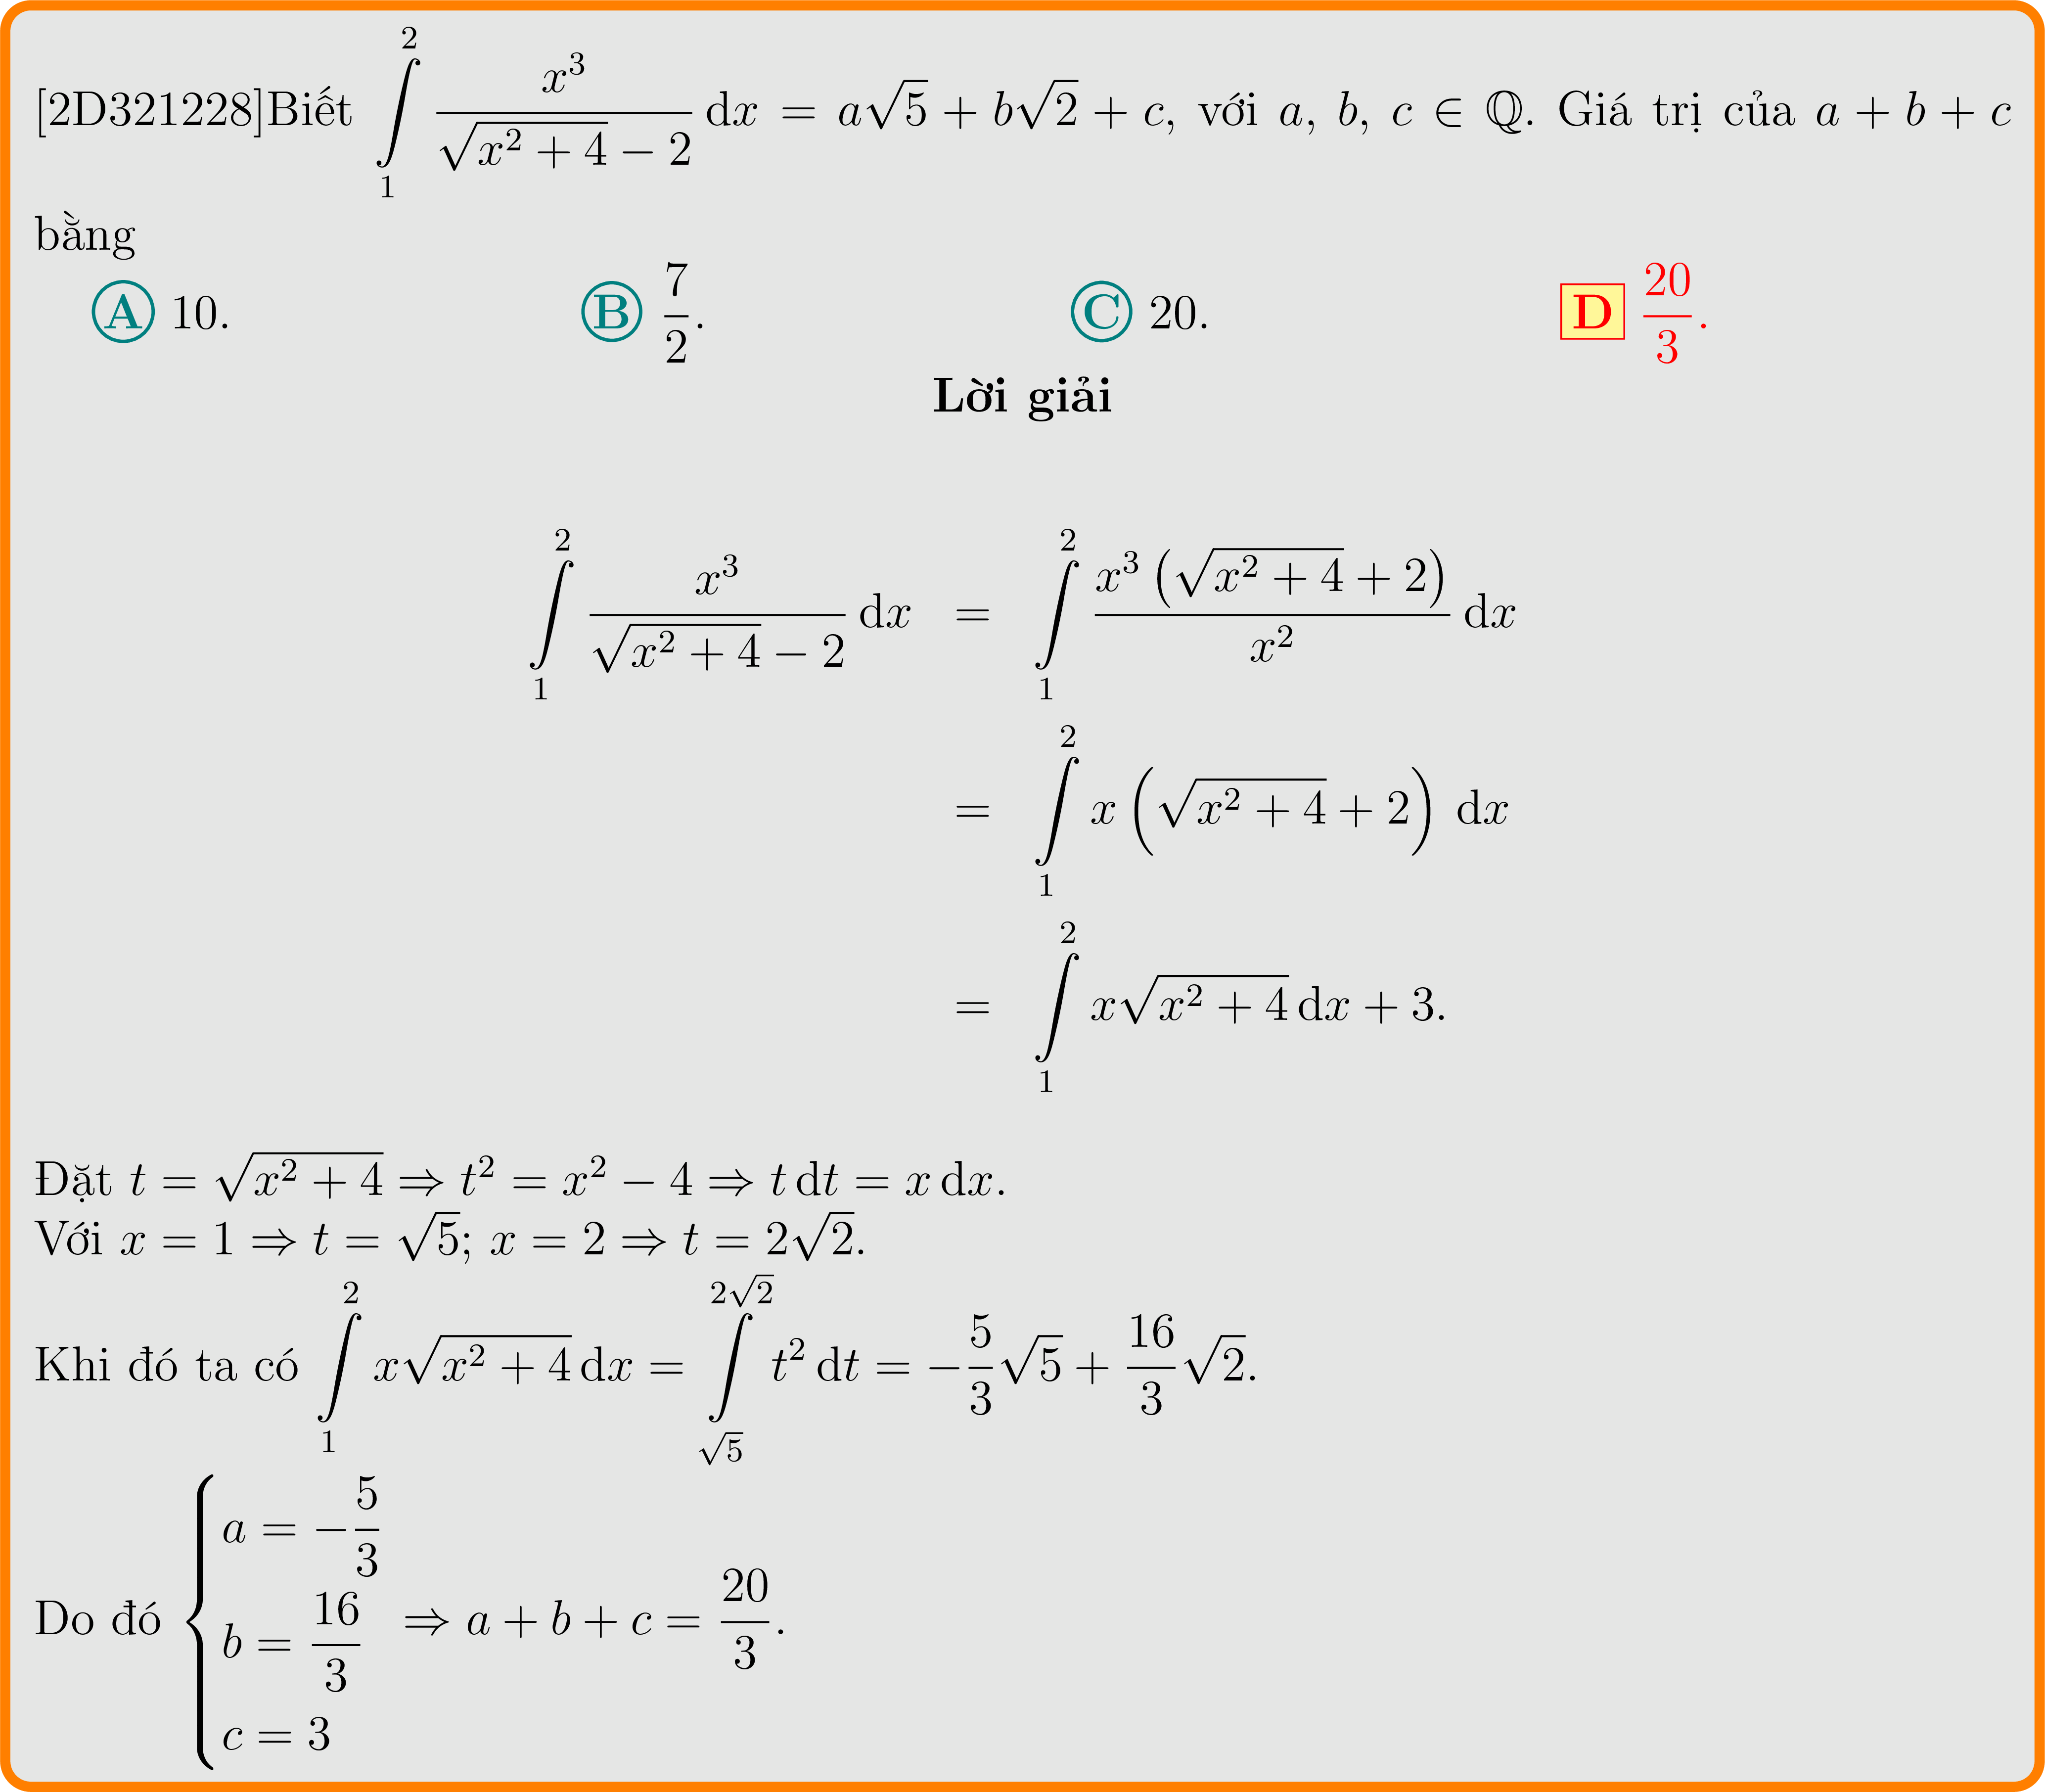 [2D321228]Biết $\int\limits_1^2 \frac{x^3}{\sqrt{x^2+4}-2}\,\mathrm{d}x = a\sqrt{5}+b\sqrt{2}+c$, với $a$, $b$, $c \in \mathbb{Q}$. Giá trị của $a+b+c$
bằng
A 10. B $\frac{7}{2}$. C 20. D $\frac{20}{3}$.
Lời giải
$\int\limits_1^2 \frac{x^3}{\sqrt{x^2+4}-2}\,\mathrm{d}x = \int\limits_1^2 \frac{x^3\left(\sqrt{x^2+4}+2\right)}{x^2}\,\mathrm{d}x$
$= \int\limits_1^2 x\left(\sqrt{x^2+4}+2\right)\,\mathrm{d}x$
$= \int\limits_1^2 x\sqrt{x^2+4}\,\mathrm{d}x+3.$
Đặt $t=\sqrt{x^2+4} \Rightarrow t^2=x^2-4 \Rightarrow t\,\mathrm{d}t=x\,\mathrm{d}x.$
Với $x=1 \Rightarrow t=\sqrt{5}$; $x=2 \Rightarrow t=2\sqrt{2}.$
Khi đó ta có $\int\limits_1^2 x\sqrt{x^2+4}\,\mathrm{d}x = \int\limits_{\sqrt{5}}^{2\sqrt{2}} t^2\,\mathrm{d}t = -\frac{5}{3}\sqrt{5}+\frac{16}{3}\sqrt{2}.$
Do đó $\begin{cases} a=-\frac{5}{3} \\ b=\frac{16}{3} \\ c=3 \end{cases} \Rightarrow a+b+c=\frac{20}{3}.$